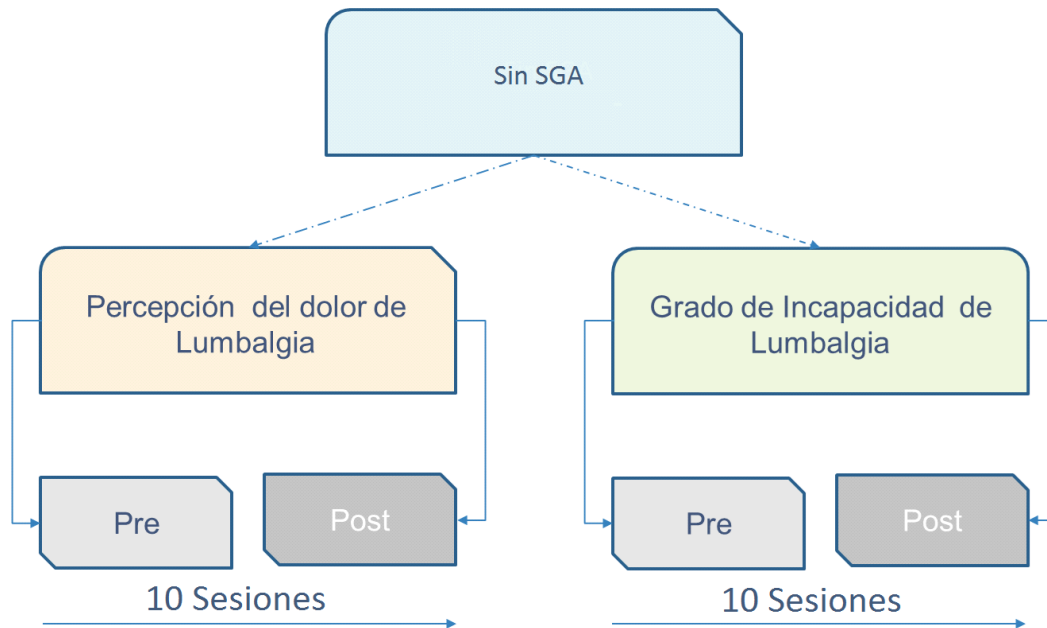 Sin SGA
Percepción del dolor de
Lumbalgia
Grado de Incapacidad de
Lumbalgia
Pre
Post
Pre
Post
10 Sesiones
10 Sesiones